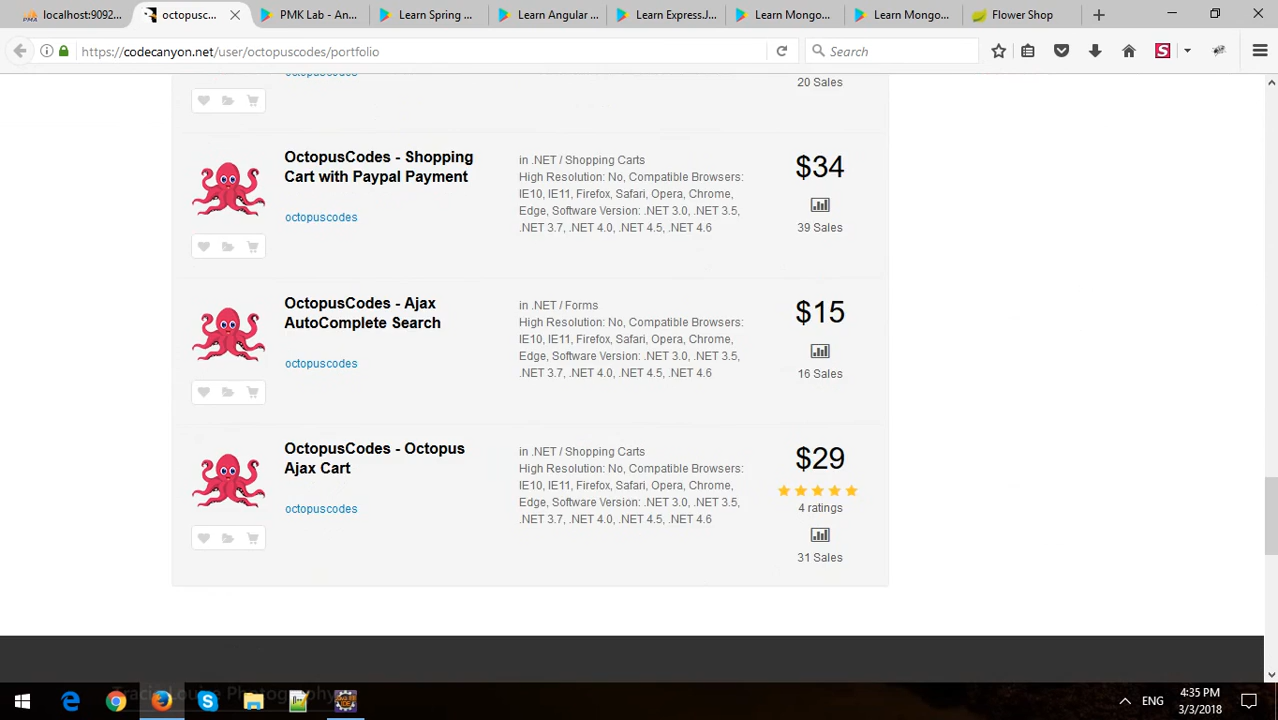 localhost:9092...
octopusc...
PMK Lab - An...
Learn Spring ...
Learn Angular ...
Learn Express.J...
Learn Mongo...
Learn Mongo...
Flower Shop
https://codecanyon.net/user/octopuscodes/portfolio
Search
octopuscodes
20 Sales
OctopusCodes - Shopping
Cart with Paypal Payment
octopuscodes
in .NET / Shopping Carts
High Resolution: No, Compatible Browsers:
IE10, IE11, Firefox, Safari, Opera, Chrome,
Edge, Software Version: .NET 3.0, .NET 3.5,
.NET 3.7, .NET 4.0, .NET 4.5, .NET 4.6
$34
39 Sales
OctopusCodes - Ajax
AutoComplete Search
octopuscodes
in .NET / Forms
High Resolution: No, Compatible Browsers:
IE10, IE11, Firefox, Safari, Opera, Chrome,
Edge, Software Version: .NET 3.0, .NET 3.5,
.NET 3.7, .NET 4.0, .NET 4.5, .NET 4.6
$15
16 Sales
OctopusCodes - Octopus
Ajax Cart
octopuscodes
in .NET / Shopping Carts
High Resolution: No, Compatible Browsers:
IE10, IE11, Firefox, Safari, Opera, Chrome,
Edge, Software Version: .NET 3.0, .NET 3.5,
.NET 3.7, .NET 4.0, .NET 4.5, .NET 4.6
$29
4 ratings
31 Sales
Photography
ENG
4:35 PM
3/3/2018